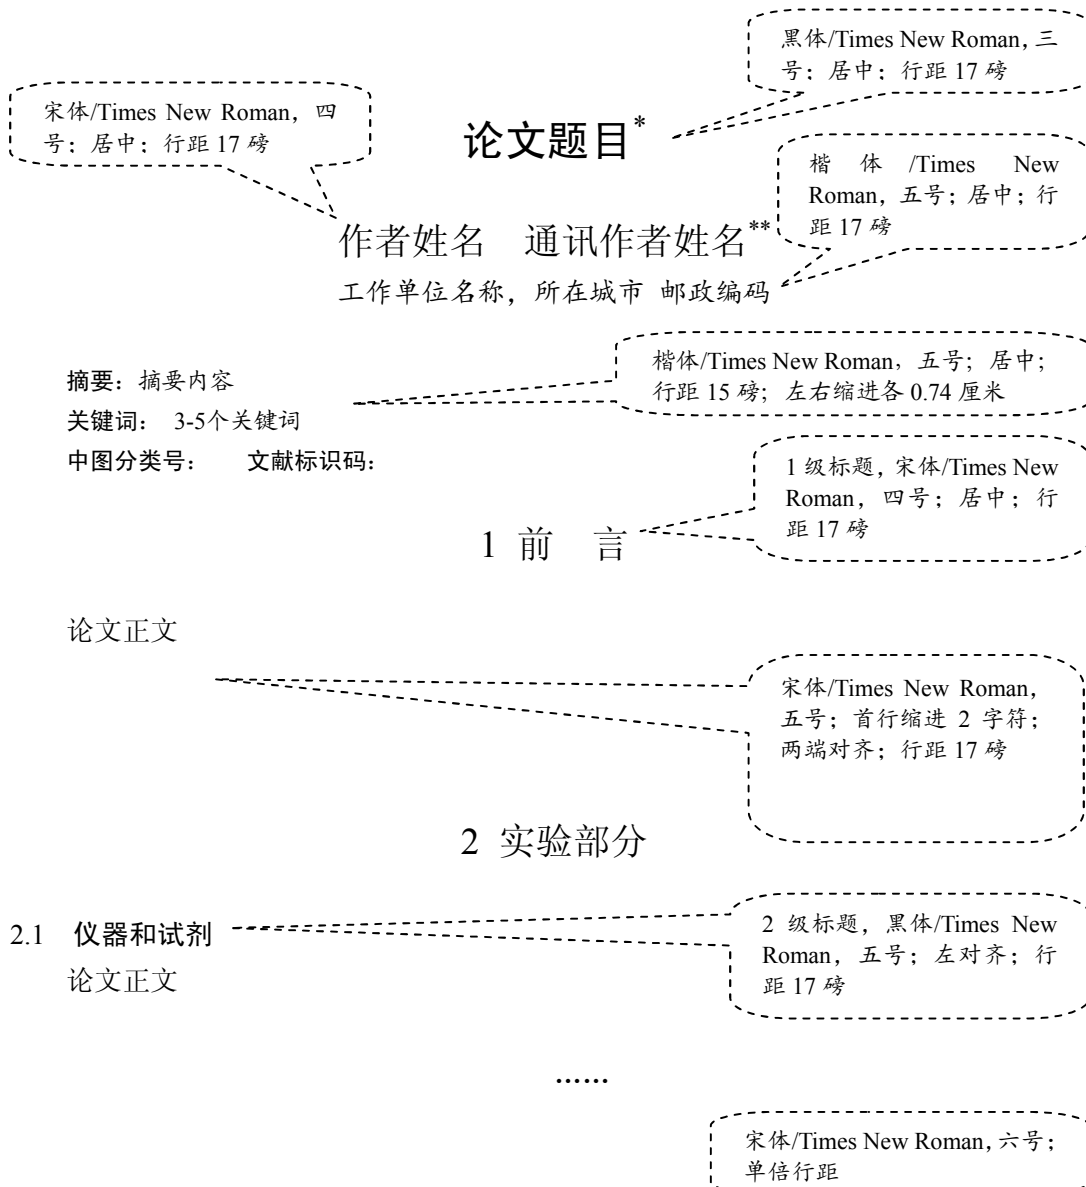 黑体/Times New Roman，三
号；居中；行距 17 磅
宋体/Times New Roman，四
号；居中；行距 17 磅
论文题目*
楷 体 /Times New
Roman，五号；居中；行
距 17 磅
作者姓名 通讯作者姓名**
工作单位名称，所在城市 邮政编码
楷体/Times New Roman，五号；居中；
行距 15 磅；左右缩进各 0.74 厘米
摘要：摘要内容
关键词： 3-5个关键词
中图分类号： 文献标识码：
1 级标题，宋体/Times New
Roman，四号；居中；行
距 17 磅
1 前 言
论文正文
宋体/Times New Roman，
五号；首行缩进 2 字符；
两端对齐；行距 17 磅
2 实验部分
2 级标题，黑体/Times New
Roman，五号；左对齐；行
距 17 磅
2.1 仪器和试剂
论文正文
……
宋体/Times New Roman，六号；
单倍行距